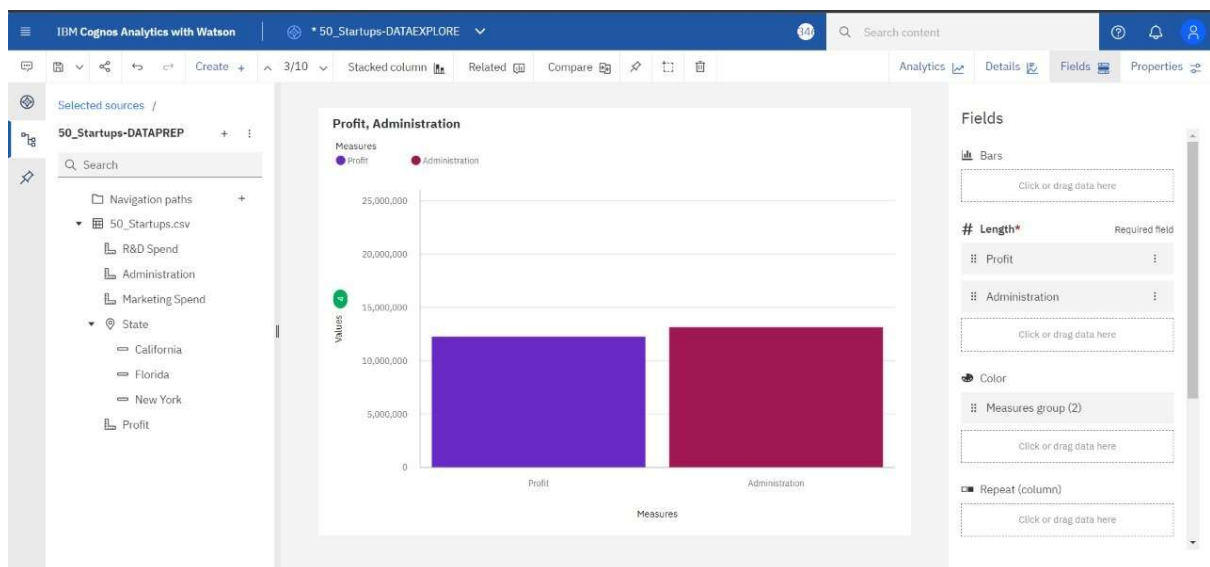 IBM Cognos Analytics with Watson
* 50_Startups-DATAEXPLORE
Search content
Create +
3/10
Stacked column
Related
Compare
Analytics
Details
Fields
Properties
Selected sources /
50_Startups-DATAPREP
Search
Navigation paths
50_Startups.csv
R&D Spend
Administration
Marketing Spend
State
California
Florida
New York
Profit
Profit, Administration
Measures
Profit
Administration
25,000,000
20,000,000
15,000,000
10,000,000
5,000,000
0
Values
Profit
Administration
Measures
Fields
Bars
Click or drag data here
# Length* Required field
Profit
Administration
Click or drag data here
Color
Measures group (2)
Click or drag data here
Repeat (column)
Click or drag data here